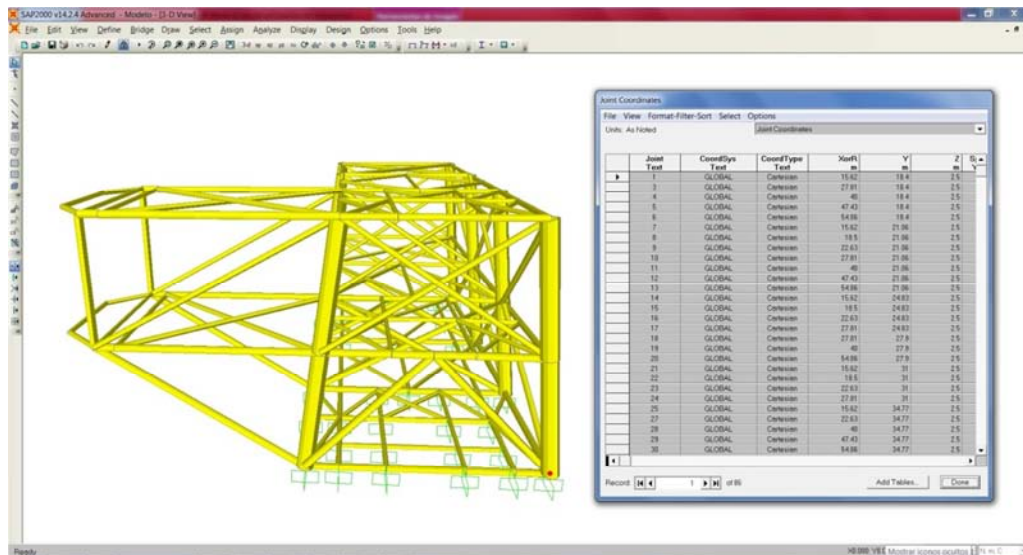 SAP2000 v14.2.4 Advanced - Modelo - [3-D View]
File Edit View Define Bridge Draw Select Assign Analyze Display Design Options Tools Help
Joint Coordinates
File View Format-Filter-Sort Select Options
Units: As Noted
Joint Coordinates
Joint CoordSys CoordType XorR Y Z
Text Text Text m m m
1 GLOBAL Cartesian 15.62 18.4 2.5
3 GLOBAL Cartesian 27.81 18.4 2.5
4 GLOBAL Cartesian 40 18.4 2.5
5 GLOBAL Cartesian 47.43 18.4 2.5
6 GLOBAL Cartesian 54.86 18.4 2.5
7 GLOBAL Cartesian 15.62 21.06 2.5
8 GLOBAL Cartesian 18.5 21.06 2.5
9 GLOBAL Cartesian 22.63 21.06 2.5
10 GLOBAL Cartesian 27.81 21.06 2.5
11 GLOBAL Cartesian 40 21.06 2.5
12 GLOBAL Cartesian 47.43 21.06 2.5
13 GLOBAL Cartesian 54.86 21.06 2.5
14 GLOBAL Cartesian 15.62 24.83 2.5
15 GLOBAL Cartesian 18.5 24.83 2.5
16 GLOBAL Cartesian 22.63 24.83 2.5
17 GLOBAL Cartesian 27.81 24.83 2.5
18 GLOBAL Cartesian 27.81 27.9 2.5
19 GLOBAL Cartesian 40 27.9 2.5
20 GLOBAL Cartesian 54.86 27.9 2.5
21 GLOBAL Cartesian 15.62 31 2.5
22 GLOBAL Cartesian 18.5 31 2.5
23 GLOBAL Cartesian 22.63 31 2.5
24 GLOBAL Cartesian 27.81 31 2.5
25 GLOBAL Cartesian 15.62 34.77 2.5
27 GLOBAL Cartesian 22.63 34.77 2.5
28 GLOBAL Cartesian 40 34.77 2.5
29 GLOBAL Cartesian 47.43 34.77 2.5
30 GLOBAL Cartesian 54.86 34.77 2.5
Record: 1 of 86
Add Tables...
Done
Ready
Mostrar iconos ocultos